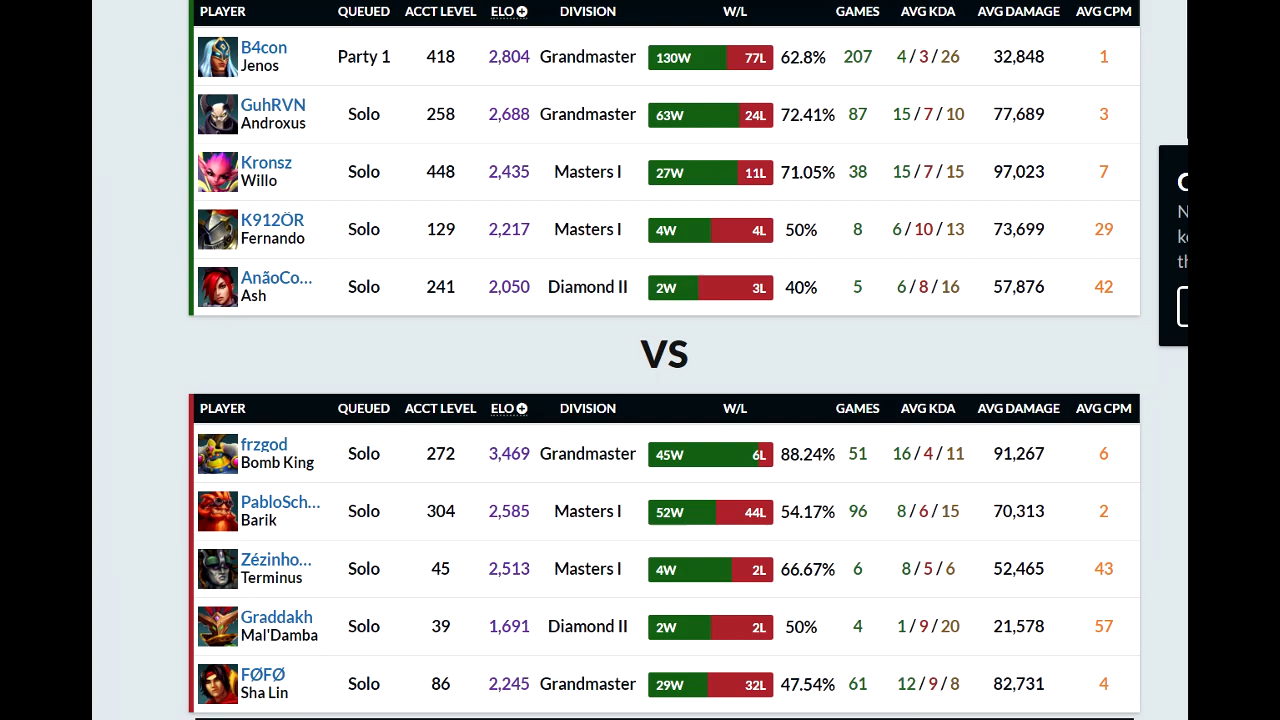 PLAYER QUEUED ACCT LEVEL ELO DIVISION W/L GAMES AVG KDA AVG DAMAGE AVG CPM
B4con
Jenos Party 1 418 2,804 Grandmaster 130W 77L 62.8% 207 4 / 3 / 26 32,848 1
GuhRVN
Androxus Solo 258 2,688 Grandmaster 63W 24L 72.41% 87 15 / 7 / 10 77,689 3
Kronsz
Willo Solo 448 2,435 Masters I 27W 11L 71.05% 38 15 / 7 / 15 97,023 7
K912ÖR
Fernando Solo 129 2,217 Masters I 4W 4L 50% 8 6 / 10 / 13 73,699 29
AnãoCo...
Ash Solo 241 2,050 Diamond II 2W 3L 40% 5 6 / 8 / 16 57,876 42
VS
PLAYER QUEUED ACCT LEVEL ELO DIVISION W/L GAMES AVG KDA AVG DAMAGE AVG CPM
frzgod
Bomb King Solo 272 3,469 Grandmaster 45W 6L 88.24% 51 16 / 4 / 11 91,267 6
PabloSch...
Barik Solo 304 2,585 Masters I 52W 44L 54.17% 96 8 / 6 / 15 70,313 2
Zézinho...
Terminus Solo 45 2,513 Masters I 4W 2L 66.67% 6 8 / 5 / 6 52,465 43
Graddakh
Mal'Damba Solo 39 1,691 Diamond II 2W 2L 50% 4 1 / 9 / 20 21,578 57
FØFØ
Sha Lin Solo 86 2,245 Grandmaster 29W 32L 47.54% 61 12 / 9 / 8 82,731 4